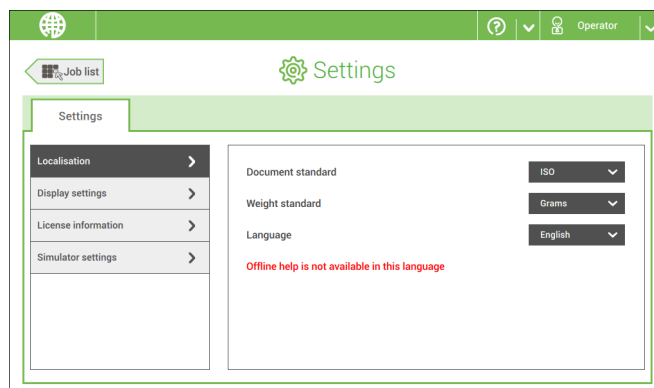 Operator
Job list
Settings
Settings
Localisation
Display settings
License information
Simulator settings
Document standard
ISO
Weight standard
Grams
Language
English
Offline help is not available in this language